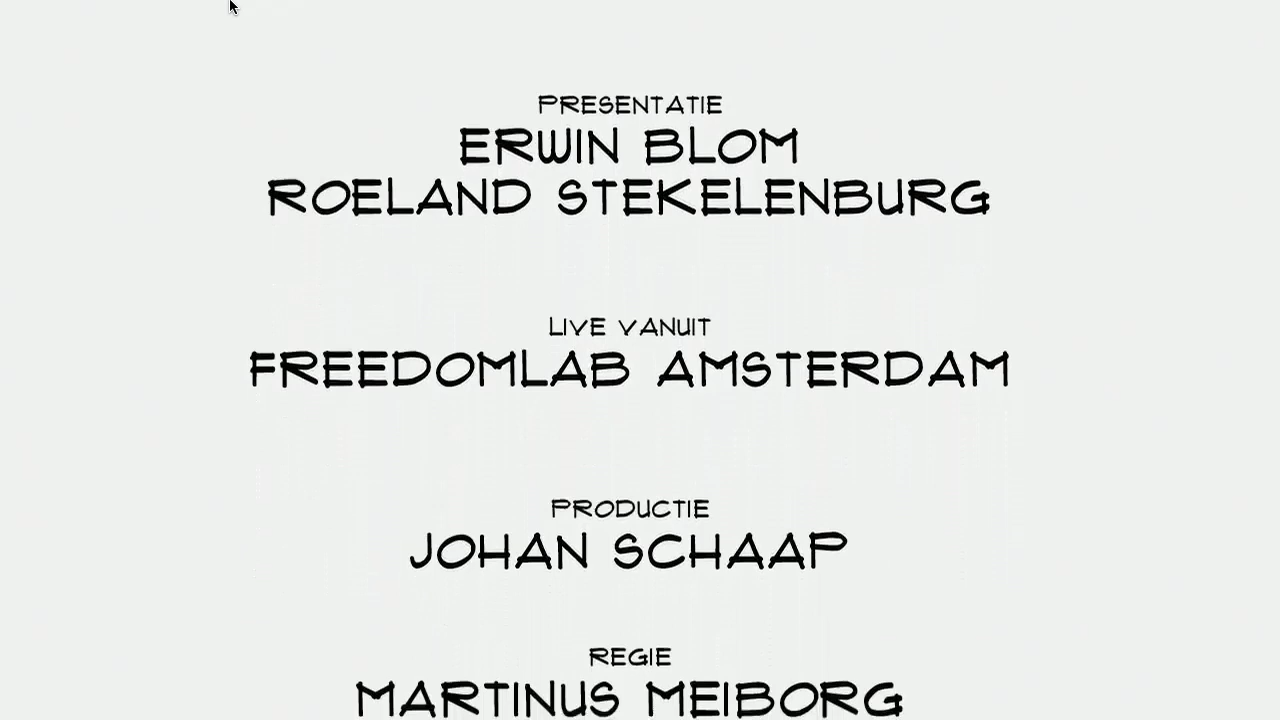 PRESENTATIE
ERWIN BLOM
ROELAND STEKELENBURG
LIVE VANUIT
FREEDOMLAB AMSTERDAM
PRODUCTIE
JOHAN SCHAAP
REGIE
MARTINUS MEIBORG